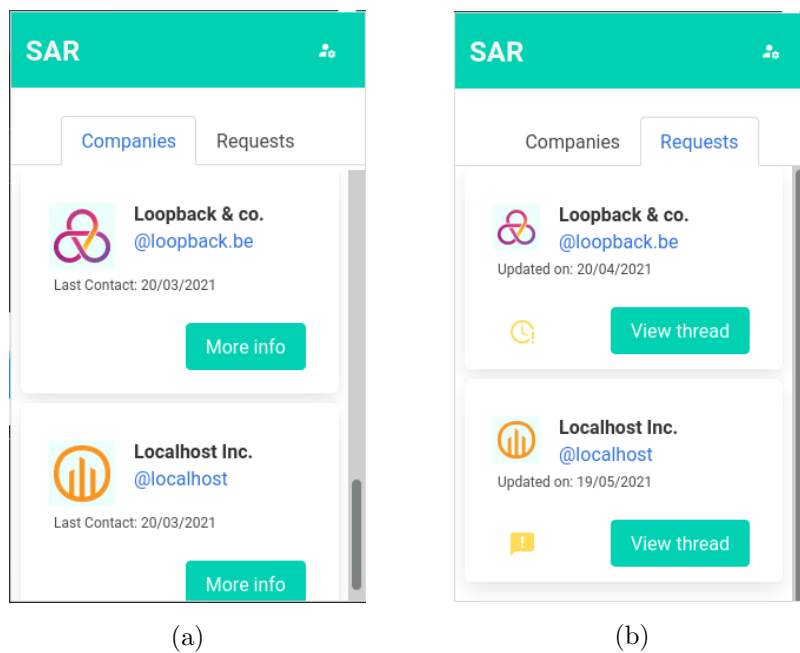 SAR
Companies
Requests
Loopback & co.
@loopback.be
Last Contact: 20/03/2021
More info
Localhost Inc.
@localhost
Last Contact: 20/03/2021
More info
(a)
SAR
Companies
Requests
Loopback & co.
@loopback.be
Updated on: 20/04/2021
View thread
Localhost Inc.
@localhost
Updated on: 19/05/2021
View thread
(b)